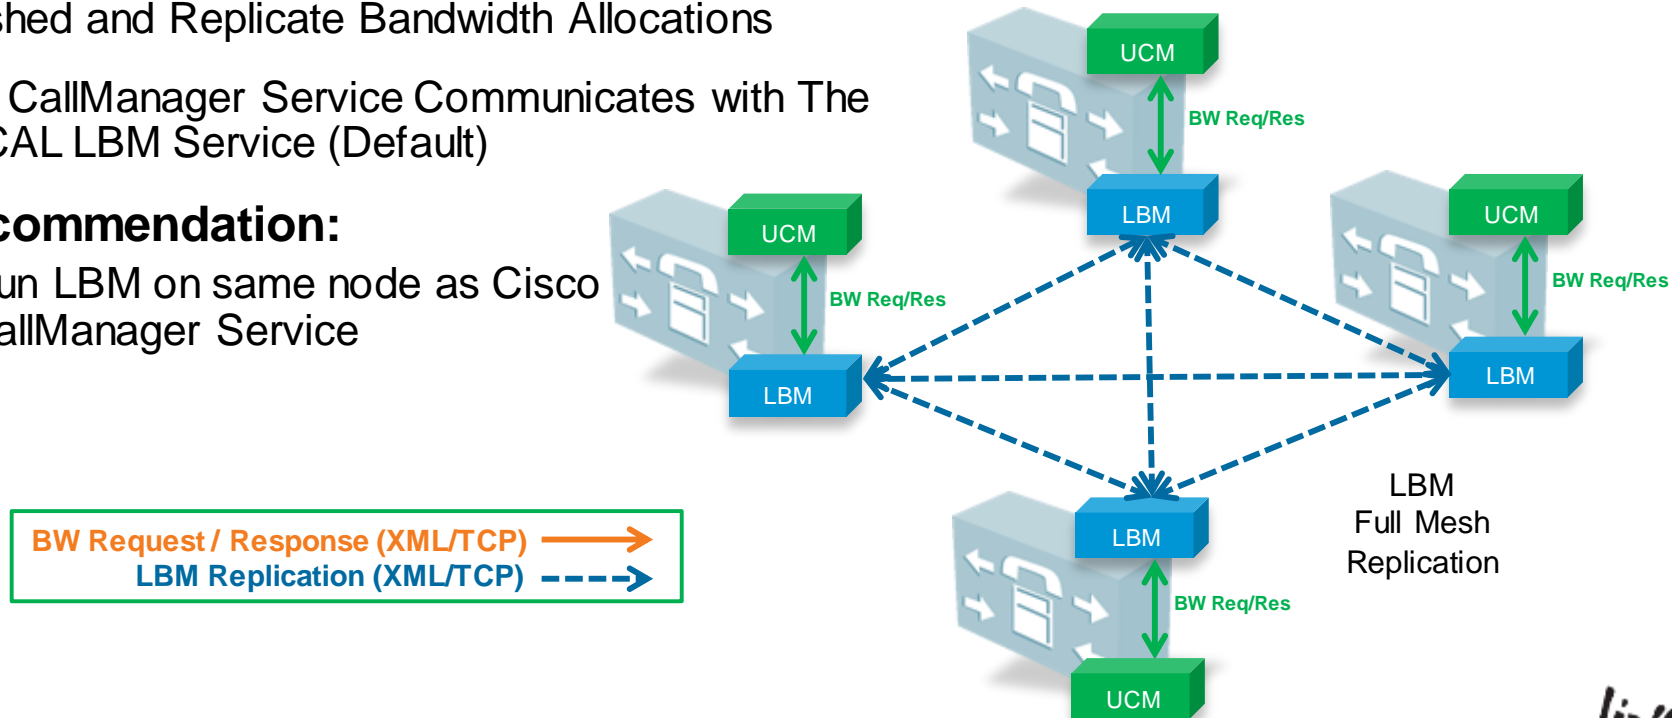 shed and Replicate Bandwidth Allocations
CallManager Service Communicates with The
CAL LBM Service (Default)
commendation:
un LBM on same node as Cisco
allManager Service
UCM
BW Req/Res
LBM
UCM
BW Req/Res
LBM
UCM
BW Req/Res
LBM
LBM
BW Req/Res
UCM
LBM
Full Mesh
Replication
BW Request / Response (XML/TCP)
LBM Replication (XML/TCP)